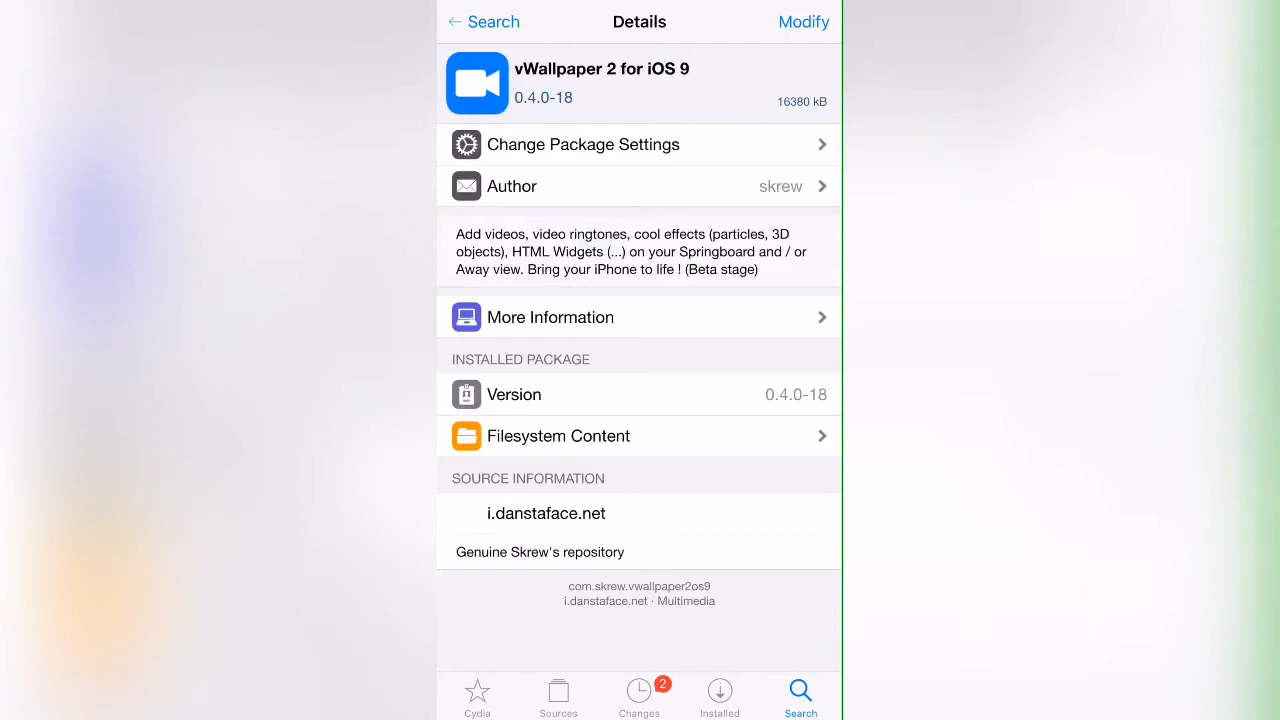 ← Search Details Modify
vWallpaper 2 for iOS 9
0.4.0-18 16380 kB
Change Package Settings
Author skrew
Add videos, video ringtones, cool effects (particles, 3D
objects), HTML Widgets (...) on your Springboard and / or
Away view. Bring your iPhone to life ! (Beta stage)
More Information
INSTALLED PACKAGE
Version 0.4.0-18
Filesystem Content
SOURCE INFORMATION
i.danstaface.net
Genuine Skrew's repository
com.skrew.vwallpaper2os9
i.danstaface.net · Multimedia
2
Cydia Sources Changes Installed Search